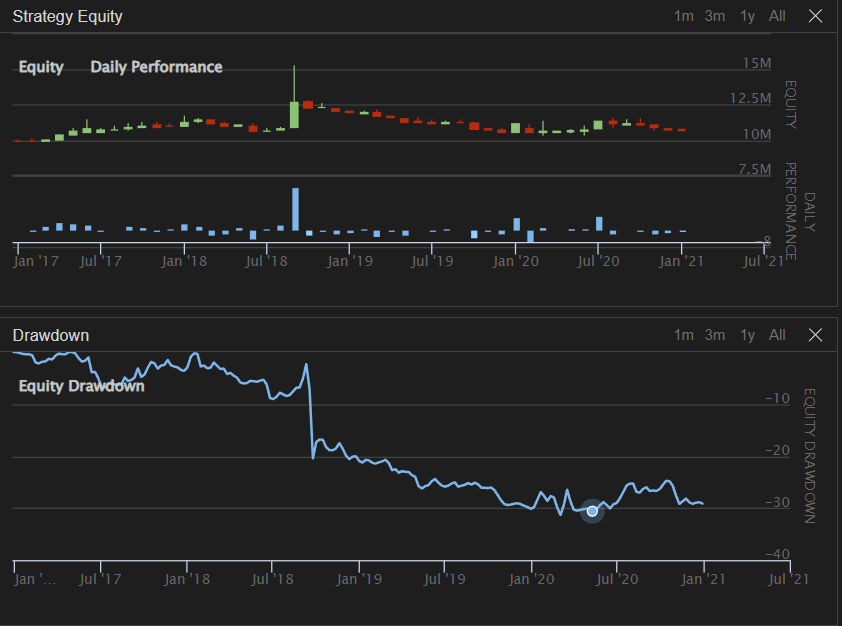 Strategy Equity
1m 3m 1y All
Equity Daily Performance
15M
12.5M
10M
7.5M
EQUITY
DAILY PERFORMANCE
Jan '17 Jul '17 Jan '18 Jul '18 Jan '19 Jul '19 Jan '20 Jul '20 Jan '21 Jul '21
Drawdown
1m 3m 1y All
Equity Drawdown
−10
−20
−30
−40
EQUITY DRAWDOWN
Jan '… Jul '17 Jan '18 Jul '18 Jan '19 Jul '19 Jan '20 Jul '20 Jan '21 Jul '21